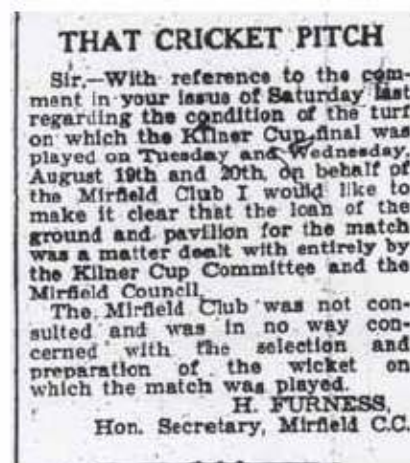 THAT CRICKET PITCH
Sir.—With reference to the com-
ment in your issue of Saturday last
regarding the condition of the turf
on which the Kilner Cup final was
played on Tuesday and Wednesday,
August 19th and 20th, on behalf of
the Mirfield Club I would like to
make it clear that the loan of the
ground and pavilion for the match
was a matter dealt with entirely by
the Kilner Cup Committee and the
Mirfield Council.
The Mirfield Club was not con-
sulted and was in no way con-
cerned with the selection and
preparation of the wicket on
which the match was played.
H. FURNESS,
Hon. Secretary, Mirfield C.C.